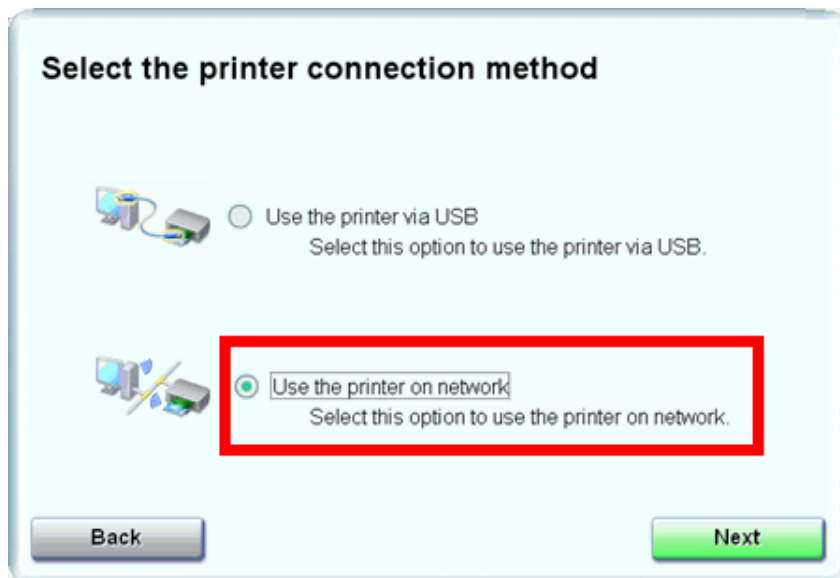 Select the printer connection method
Use the printer via USB
Select this option to use the printer via USB.
Use the printer on network
Select this option to use the printer on network.
Back
Next